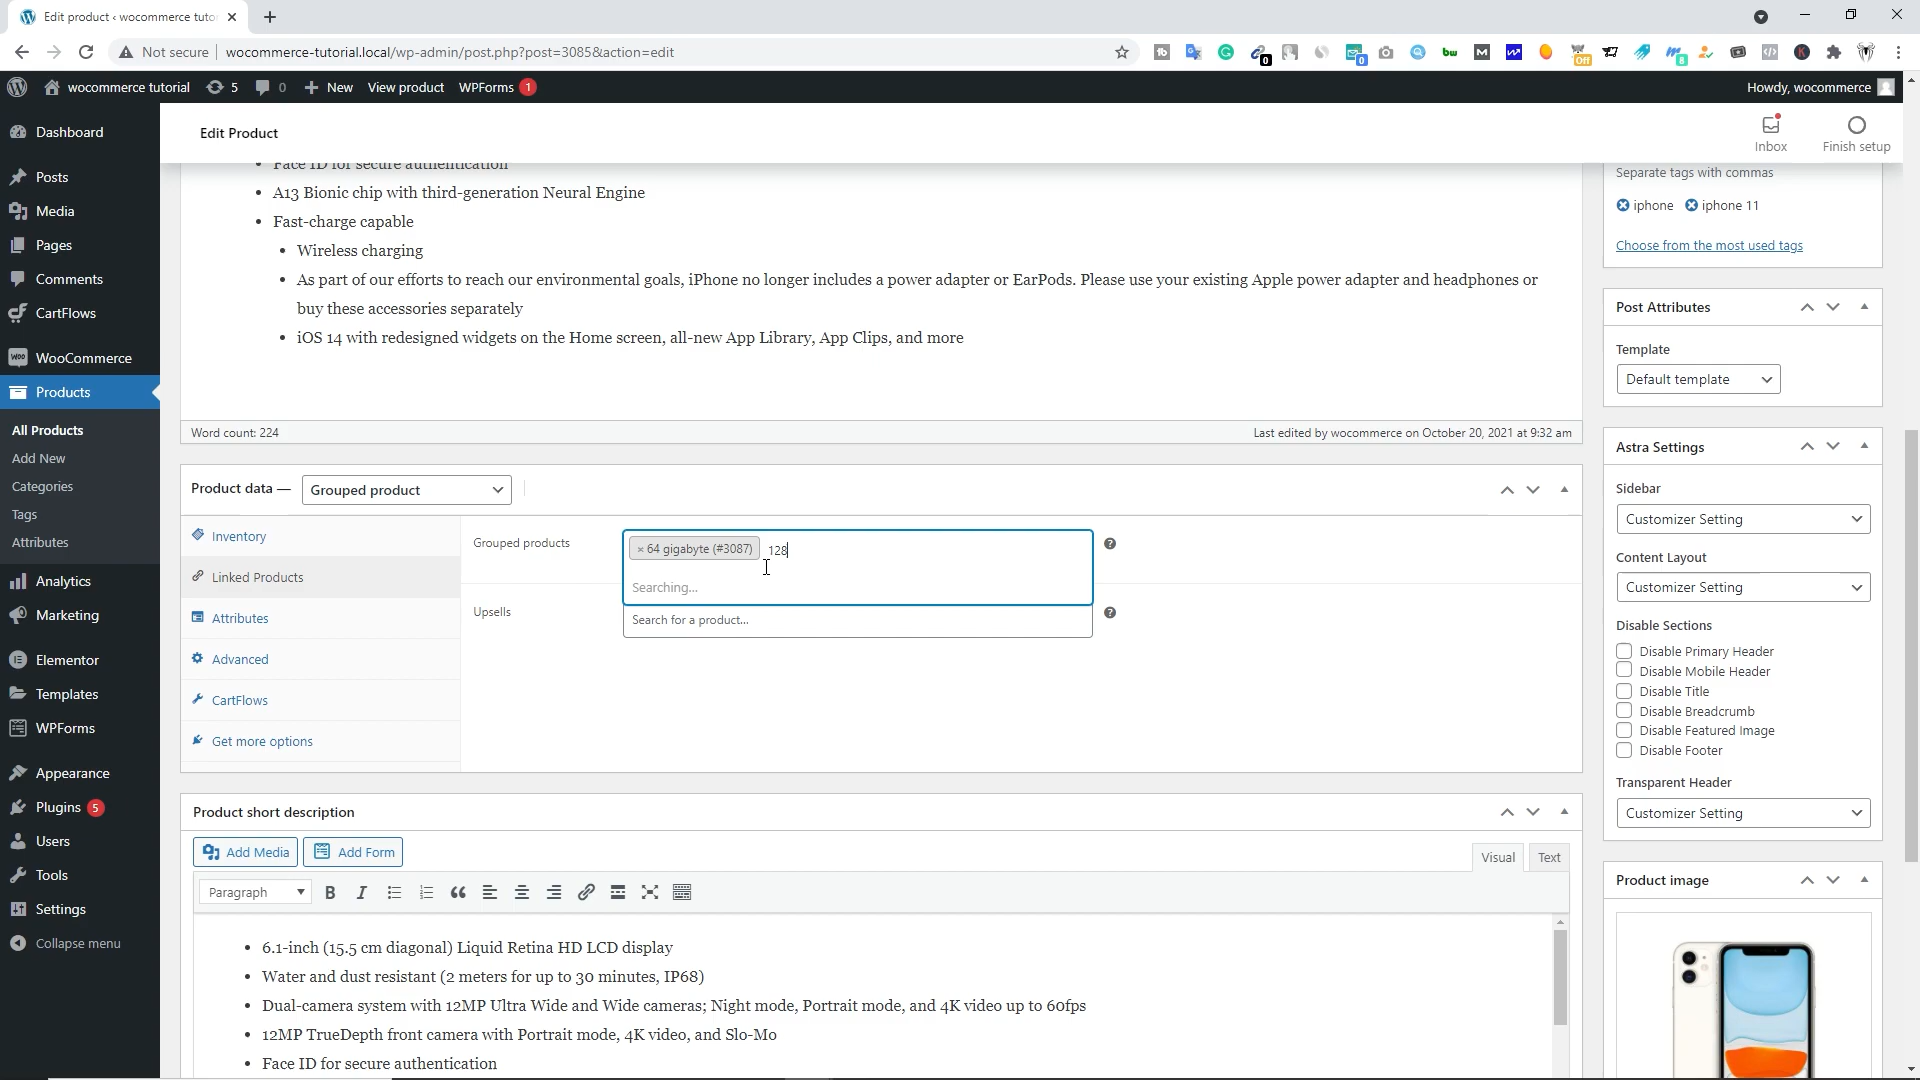 Edit product ‹ wocommerce tutor
Not secure
wocommerce-tutorial.local/wp-admin/post.php?post=3085&action=edit
wocommerce tutorial
5
0
New
View product
WPForms 1
Howdy, wocommerce
Dashboard
Posts
Media
Pages
Comments
CartFlows
WooCommerce
Products
All Products
Add New
Categories
Tags
Attributes
Analytics
Marketing
Elementor
Templates
WPForms
Appearance
Plugins 5
Users
Tools
Settings
Collapse menu
Edit Product
Inbox
Finish setup
Face ID for secure authentication
A13 Bionic chip with third-generation Neural Engine
Fast-charge capable
Wireless charging
As part of our efforts to reach our environmental goals, iPhone no longer includes a power adapter or EarPods. Please use your existing Apple power adapter and headphones or
buy these accessories separately
iOS 14 with redesigned widgets on the Home screen, all-new App Library, App Clips, and more
Word count: 224
Last edited by wocommerce on October 20, 2021 at 9:32 am
Product data —
Grouped product
Inventory
Linked Products
Attributes
Advanced
CartFlows
Get more options
Grouped products
× 64 gigabyte (#3087)
128
Searching...
Upsells
Search for a product...
Product short description
Add Media
Add Form
Visual
Text
Paragraph
6.1-inch (15.5 cm diagonal) Liquid Retina HD LCD display
Water and dust resistant (2 meters for up to 30 minutes, IP68)
Dual-camera system with 12MP Ultra Wide and Wide cameras; Night mode, Portrait mode, and 4K video up to 60fps
12MP TrueDepth front camera with Portrait mode, 4K video, and Slo-Mo
Face ID for secure authentication
Separate tags with commas
iphone
iphone 11
Choose from the most used tags
Post Attributes
Template
Default template
Astra Settings
Sidebar
Customizer Setting
Content Layout
Customizer Setting
Disable Sections
Disable Primary Header
Disable Mobile Header
Disable Title
Disable Breadcrumb
Disable Featured Image
Disable Footer
Transparent Header
Customizer Setting
Product image